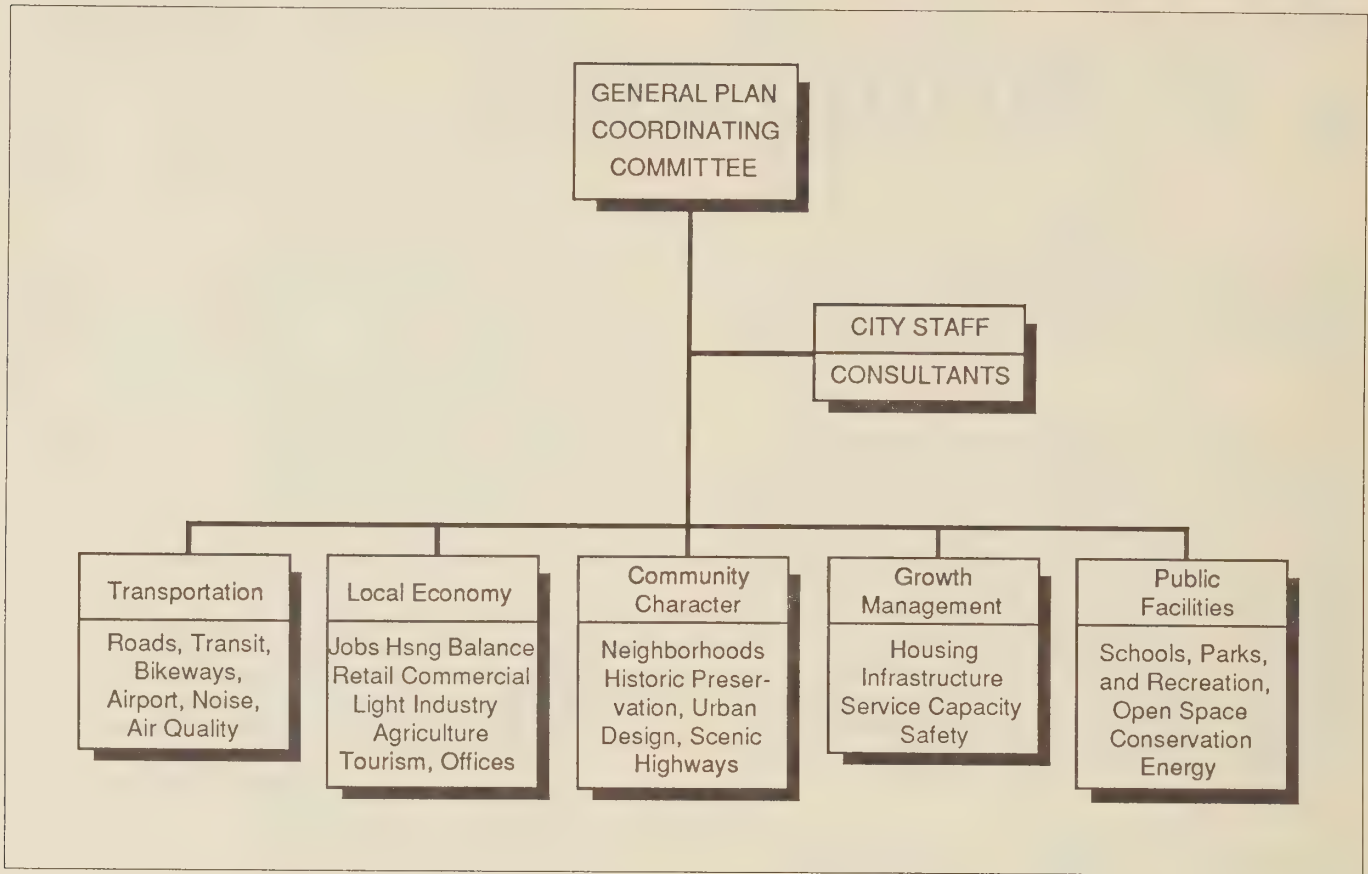 GENERAL PLAN
COORDINATING
COMMITTEE
CITY STAFF
CONSULTANTS
Transportation
Roads, Transit,
Bikeways,
Airport, Noise,
Air Quality
Local Economy
Jobs Hsng Balance
Retail Commercial
Light Industry
Agriculture
Tourism, Offices
Community
Character
Neighborhoods
Historic Preser-
vation, Urban
Design, Scenic
Highways
Growth
Management
Housing
Infrastructure
Service Capacity
Safety
Public
Facilities
Schools, Parks,
and Recreation,
Open Space
Conservation
Energy